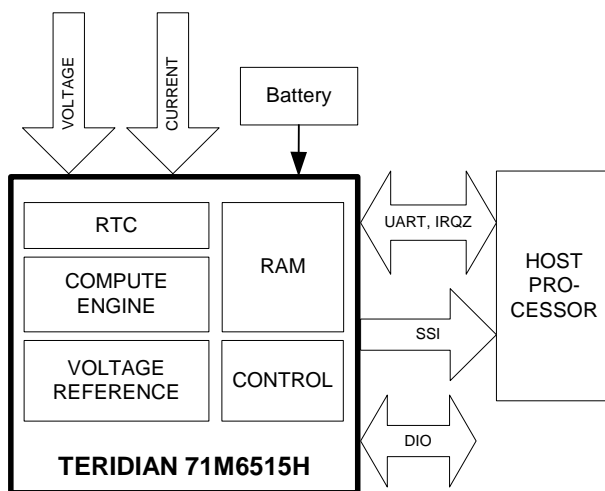 VOLTAGE
CURRENT
Battery
RTC
RAM
COMPUTE
ENGINE
VOLTAGE
REFERENCE
CONTROL
TERIDIAN 71M6515H
UART, IRQZ
SSI
DIO
HOST
PRO-
CESSOR